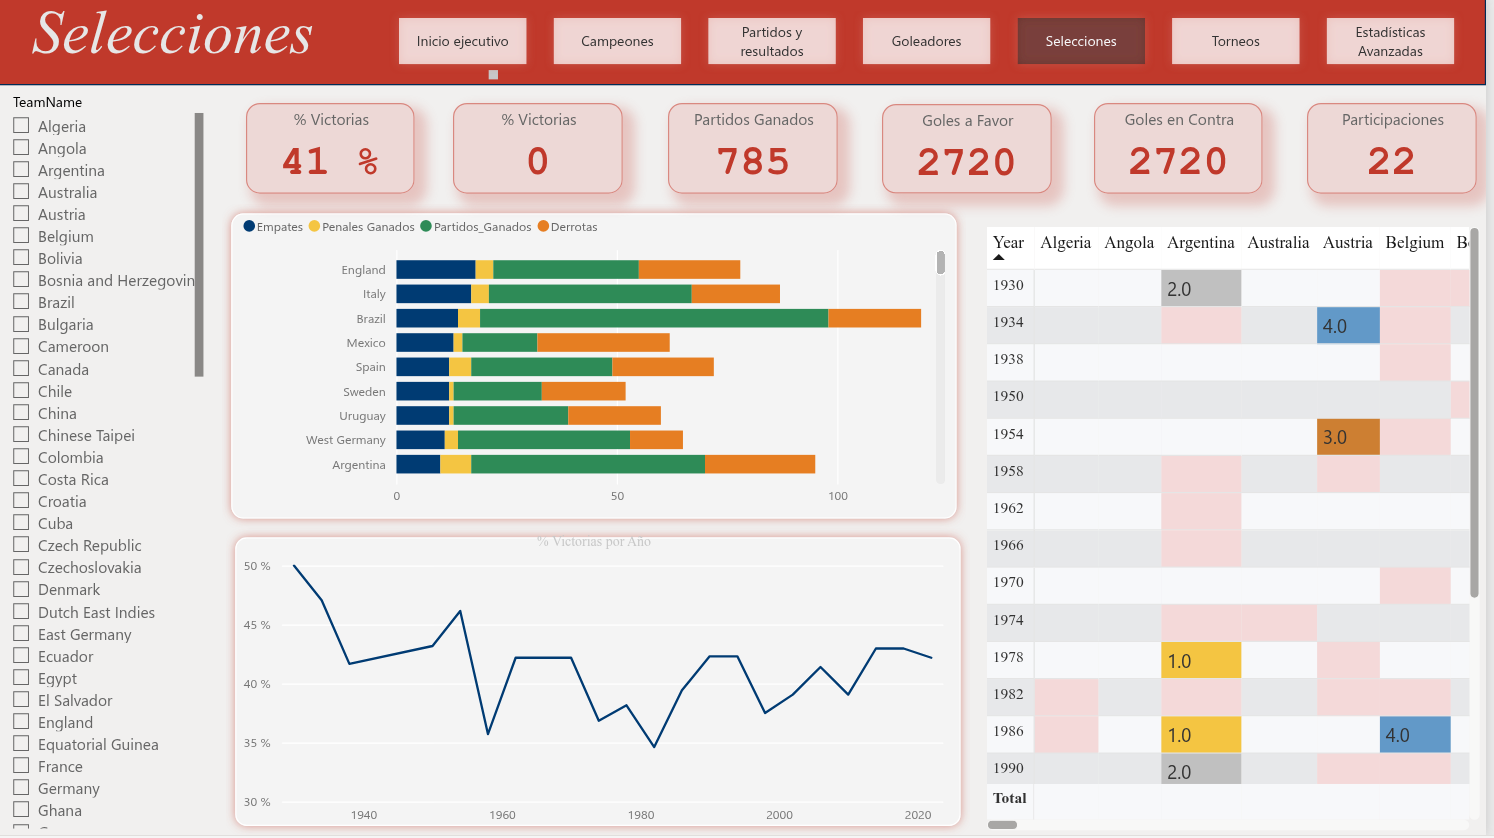 Selecciones
Inicio ejecutivo
Campeones
Partidos y
resultados
Goleadores
Selecciones
Torneos
Estadísticas
Avanzadas
TeamName
Algeria
Angola
Argentina
Australia
Austria
Belgium
Bolivia
Bosnia and Herzegovin
Brazil
Bulgaria
Cameroon
Canada
Chile
China
Chinese Taipei
Colombia
Costa Rica
Croatia
Cuba
Czech Republic
Czechoslovakia
Denmark
Dutch East Indies
East Germany
Ecuador
Egypt
El Salvador
England
Equatorial Guinea
France
Germany
Ghana
% Victorias
41 %
% Victorias
0
Partidos Ganados
785
Goles a Favor
2720
Goles en Contra
2720
Participaciones
22
Empates Penales Ganados Partidos_Ganados Derrotas
England
Italy
Brazil
Mexico
Spain
Sweden
Uruguay
West Germany
Argentina
0 50 100
% Victorias por Año
50 %
45 %
40 %
35 %
30 %
1940 1960 1980 2000 2020
Year Algeria Angola Argentina Australia Austria Belgium
1930 2.0
1934 4.0
1938
1950
1954 3.0
1958
1962
1966
1970
1974
1978 1.0
1982
1986 1.0 4.0
1990 2.0
Total